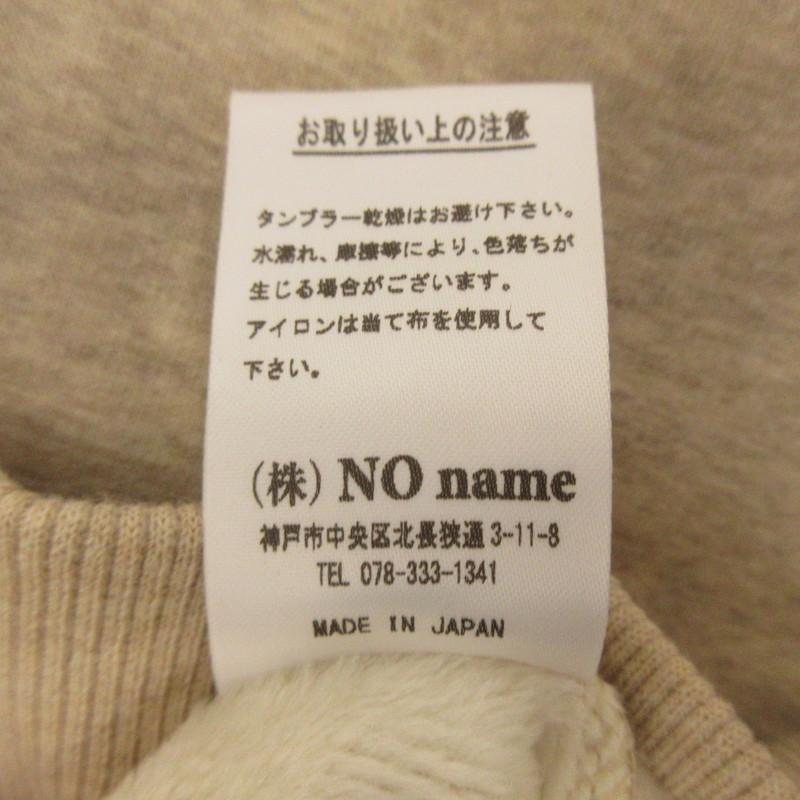 お取り扱い上の注意
タンブラー乾燥はお避け下さい。
水濡れ、摩擦等により、色落ちが
生じる場合がございます。
アイロンは当て布を使用して
下さい。
(株) NO name
神戸市中央区北長狭通3-11-8
TEL 078-333-1341
MADE IN JAPAN